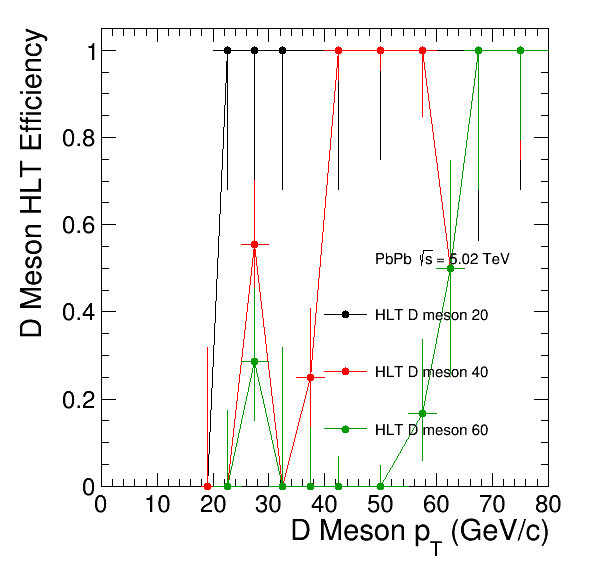 D Meson HLT Efficiency
1
0.8
0.6
0.4
0.2
0
PbPb √s = 5.02 TeV
HLT D meson 20
HLT D meson 40
HLT D meson 60
0 10 20 30 40 50 60 70 80
D Meson pT (GeV/c)